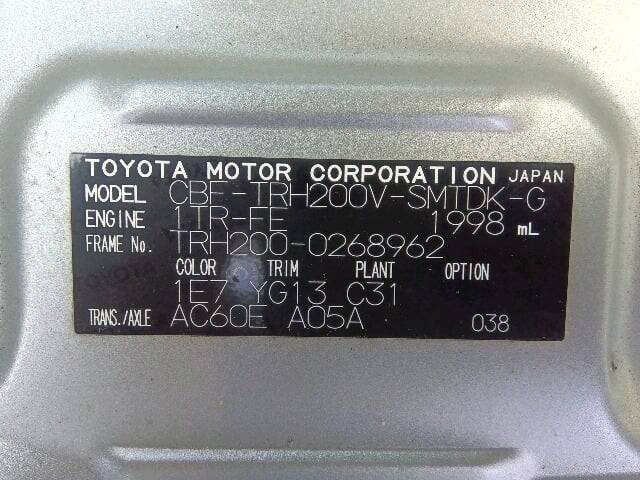 TOYOTA MOTOR CORPORATION JAPAN
MODEL CBF-TRH200V-SMTDK-G
ENGINE 1TR-FE 1998 mL
FRAME No. TRH200-0268962
COLOR TRIM PLANT OPTION
1E7 YG13 C31
TRANS./AXLE AC60E A05A 038